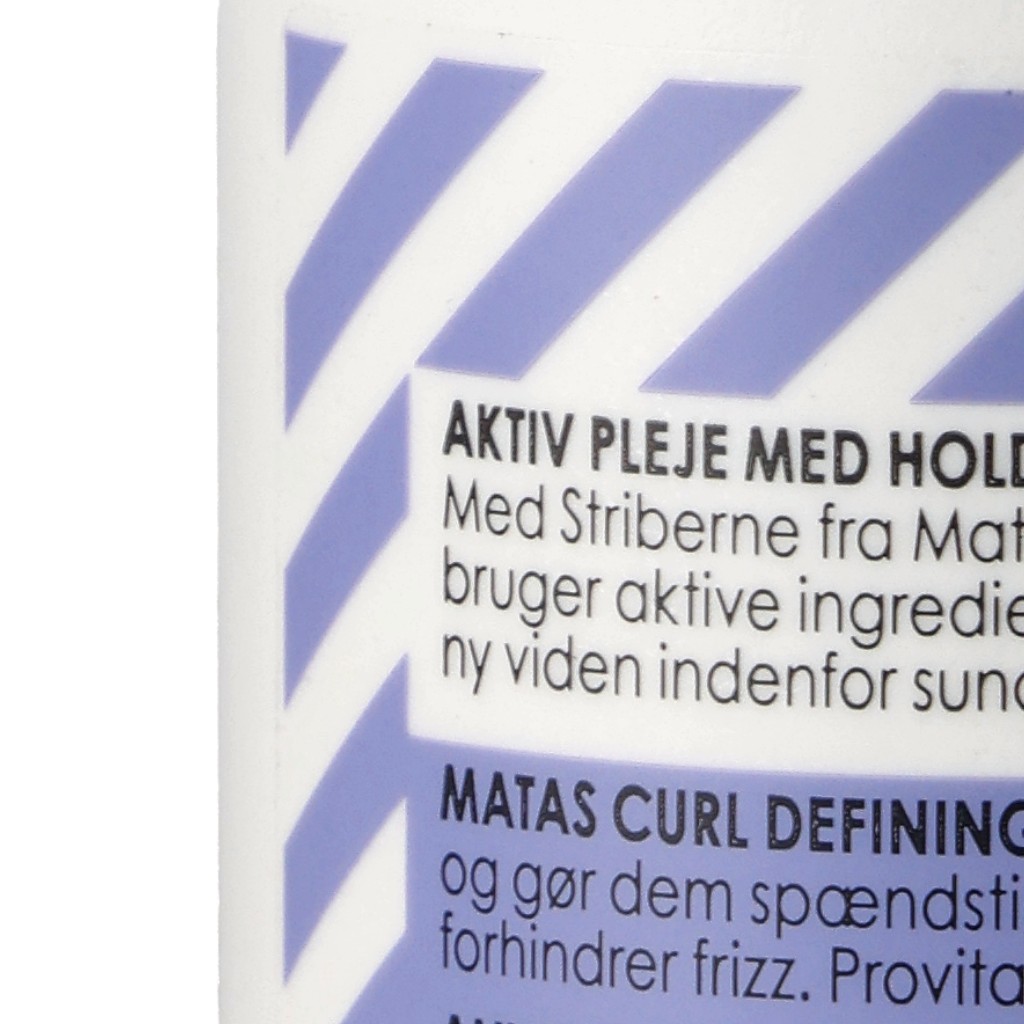 AKTIV PLEJE MED HOLD
Med Striberne fra Mat
bruger aktive ingredie
ny viden indenfor sund
MATAS CURL DEFINING
og gør dem spændsti
forhindrer frizz. Provita